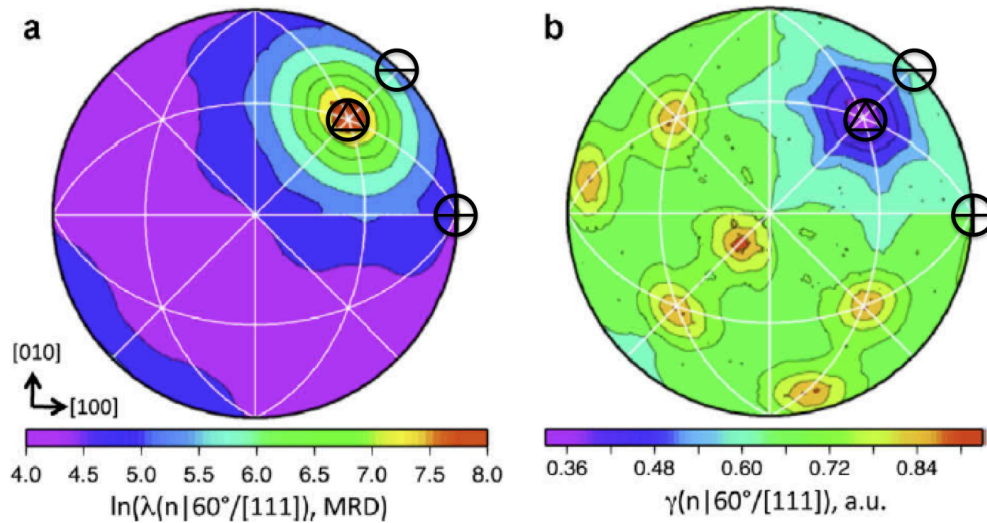 a
b
[010]
[100]
4.0 4.5 5.0 5.5 6.0 6.5 7.0 7.5 8.0
0.36 0.48 0.60 0.72 0.84
ln(λ(n|60°/[111]), MRD)
γ(n|60°/[111]), a.u.